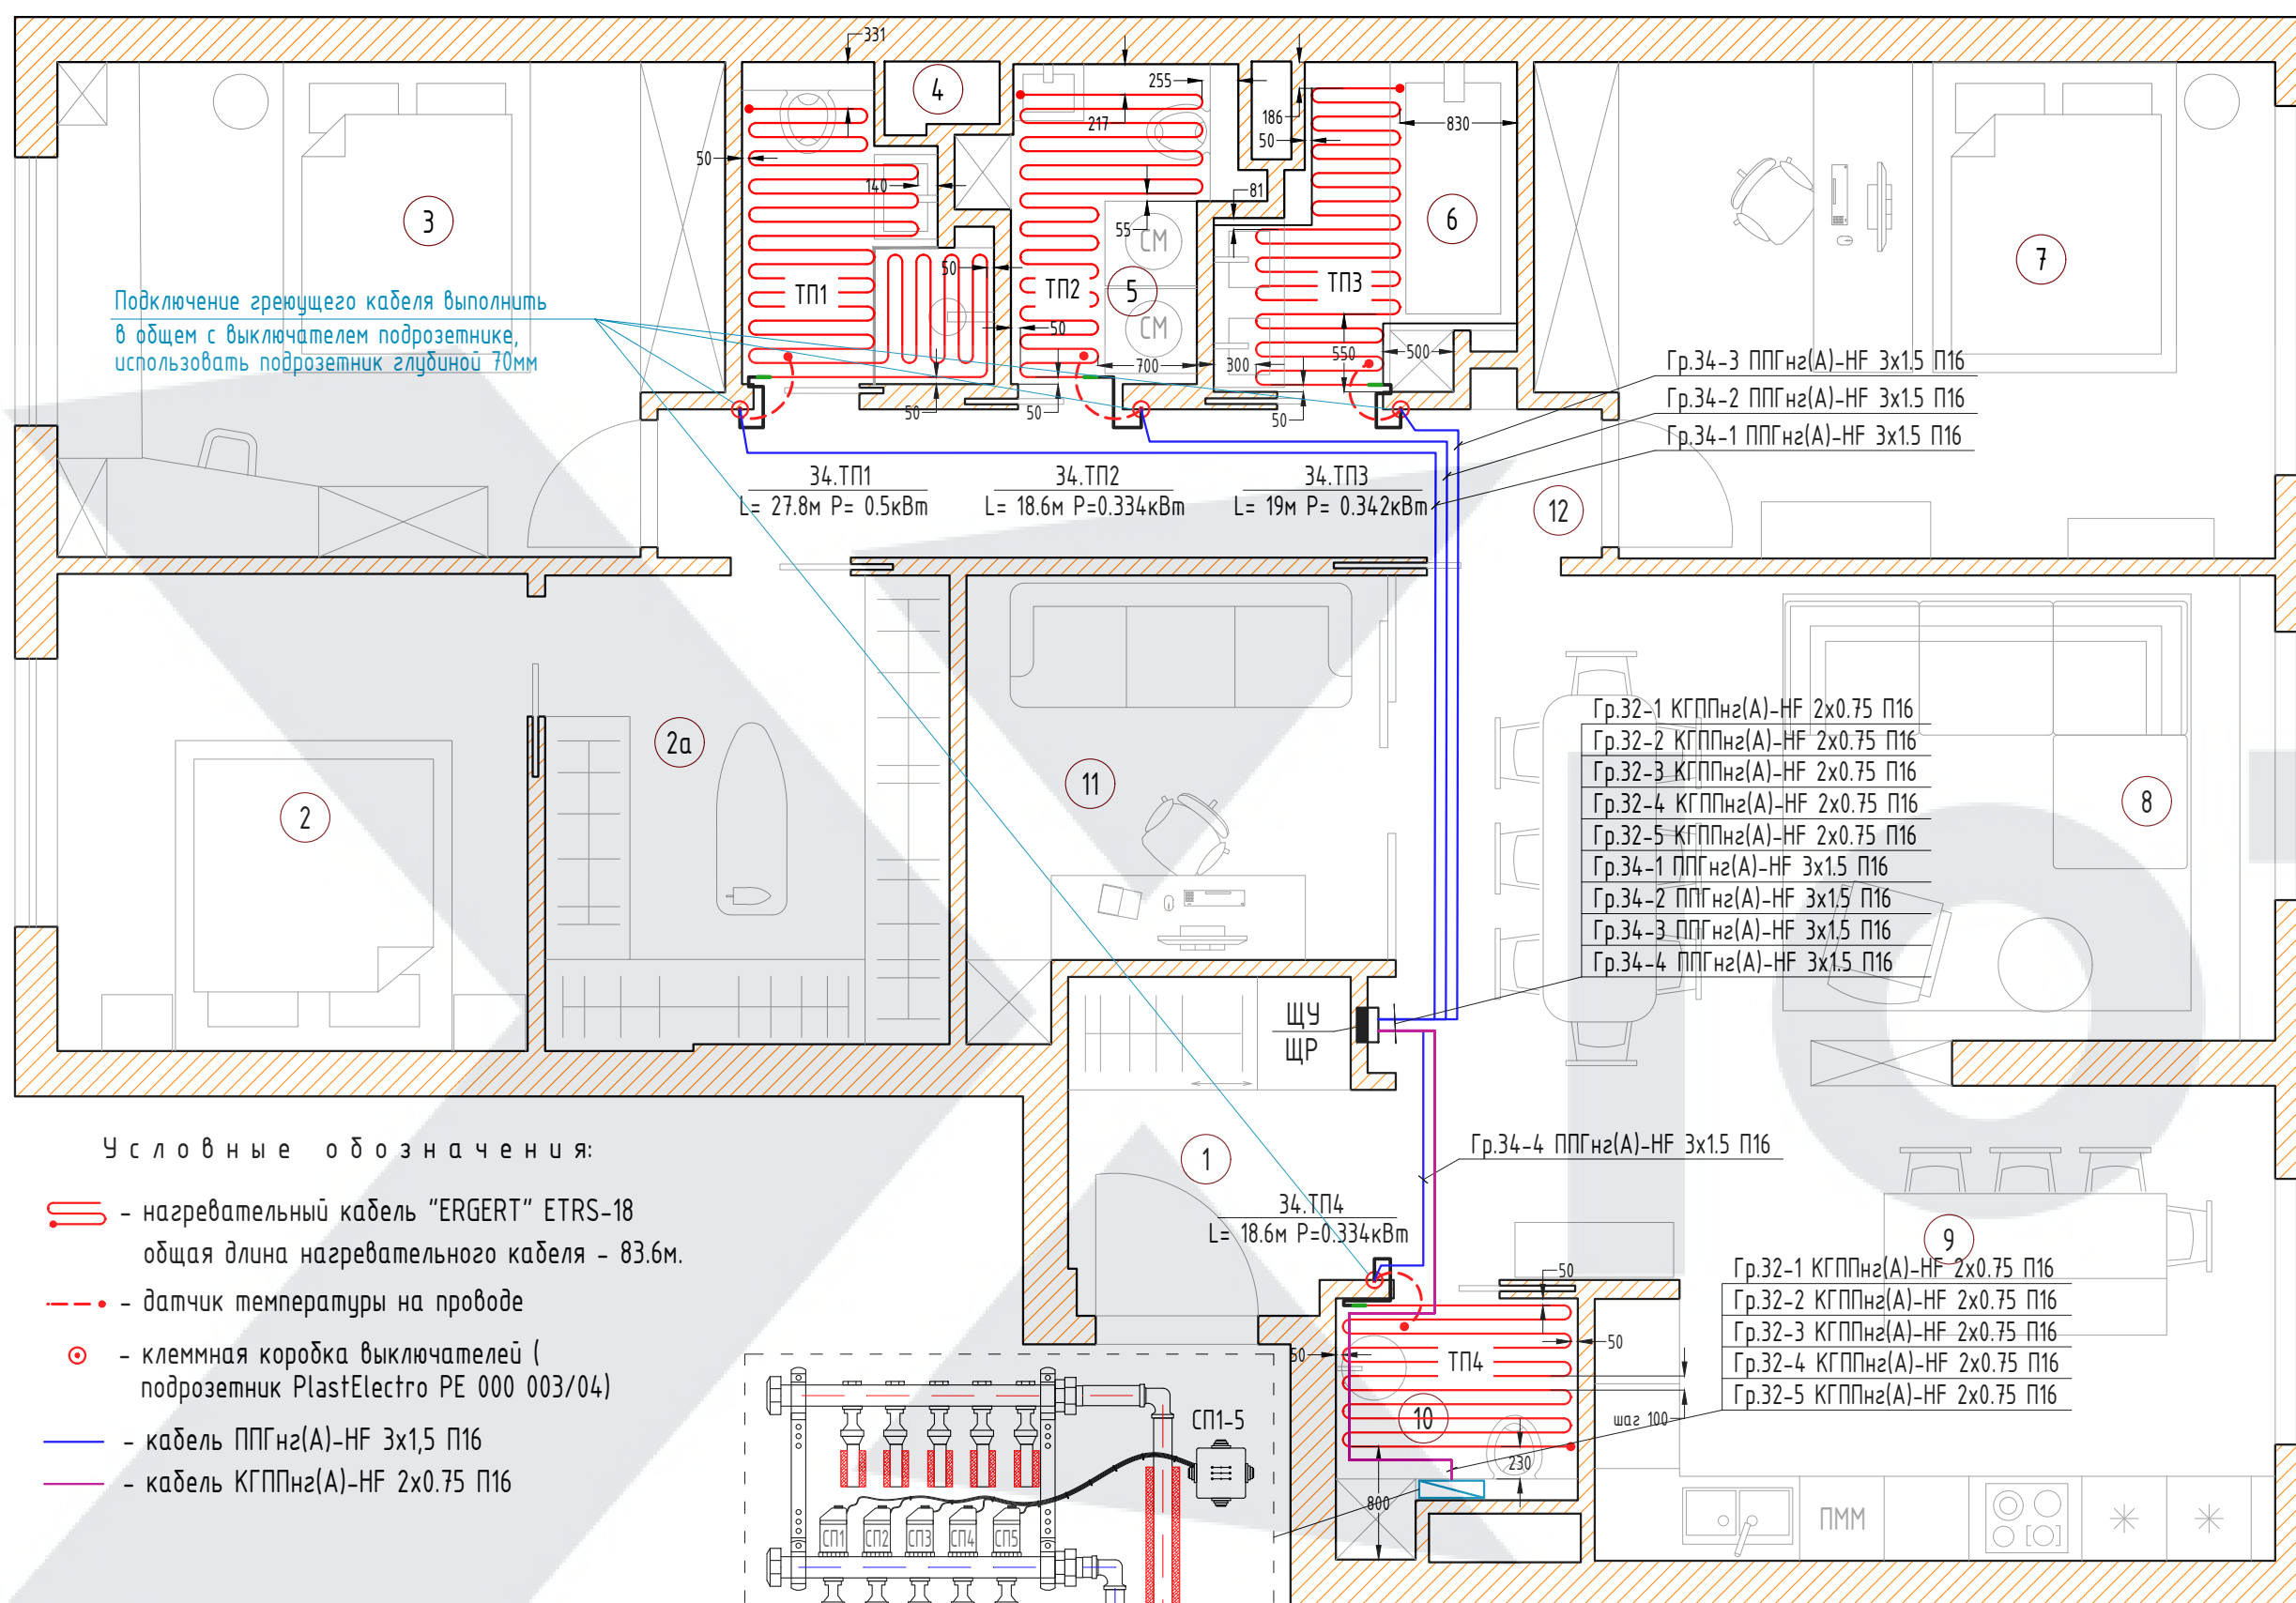 331
4
255
217
186
50
830
50
140
81
3
6
7
55
СМ
50
ТП1
ТП2
5
ТП3
СМ
Подключение греющего кабеля выполнить
в общем с выключателем подрозетнике,
использовать подрозетник глубиной 70мм
50
700
300
550
500
50
50
50
Гр.34-3 ППГнг(А)-HF 3х1.5 П16
Гр.34-2 ППГнг(А)-HF 3х1.5 П16
Гр.34-1 ППГнг(А)-HF 3х1.5 П16
34.ТП1
L= 27.8м P= 0.5кВт
34.ТП2
L= 18.6м P=0.334кВт
34.ТП3
L= 19м P= 0.342кВт
12
2а
11
2
8
Гр.32-1 КГППнг(А)-HF 2х0.75 П16
Гр.32-2 КГППнг(А)-HF 2х0.75 П16
Гр.32-3 КГППнг(А)-HF 2х0.75 П16
Гр.32-4 КГППнг(А)-HF 2х0.75 П16
Гр.32-5 КГППнг(А)-HF 2х0.75 П16
Гр.34-1 ППГнг(А)-HF 3х1.5 П16
Гр.34-2 ППГнг(А)-HF 3х1.5 П16
Гр.34-3 ППГнг(А)-HF 3х1.5 П16
Гр.34-4 ППГнг(А)-HF 3х1.5 П16
ЩУ
ЩР
1
Гр.34-4 ППГнг(А)-HF 3х1.5 П16
34.ТП4
L= 18.6м P=0.334кВт
9
Условные обозначения:
- нагревательный кабель "ERGERT" ETRS-18
общая длина нагревательного кабеля - 83.6м.
- датчик температуры на проводе
- клеммная коробка выключателей (
подрозетник PlastElectro PE 000 003/04)
- кабель ППГнг(А)-HF 3х1,5 П16
- кабель КГППнг(А)-HF 2х0.75 П16
Гр.32-1 КГППнг(А)-HF 2х0.75 П16
Гр.32-2 КГППнг(А)-HF 2х0.75 П16
Гр.32-3 КГППнг(А)-HF 2х0.75 П16
Гр.32-4 КГППнг(А)-HF 2х0.75 П16
Гр.32-5 КГППнг(А)-HF 2х0.75 П16
50
50
50
ТП4
10
шаг 100
230
800
СП1-5
СП1
СП2
СП3
СП4
СП5
ПММ